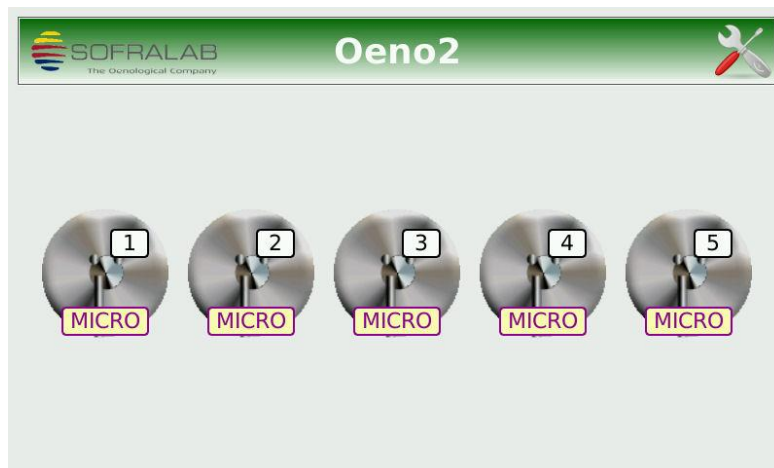 SOFRALAB
The Oenological Company
Oeno2
1
2
3
4
5
MICRO
MICRO
MICRO
MICRO
MICRO